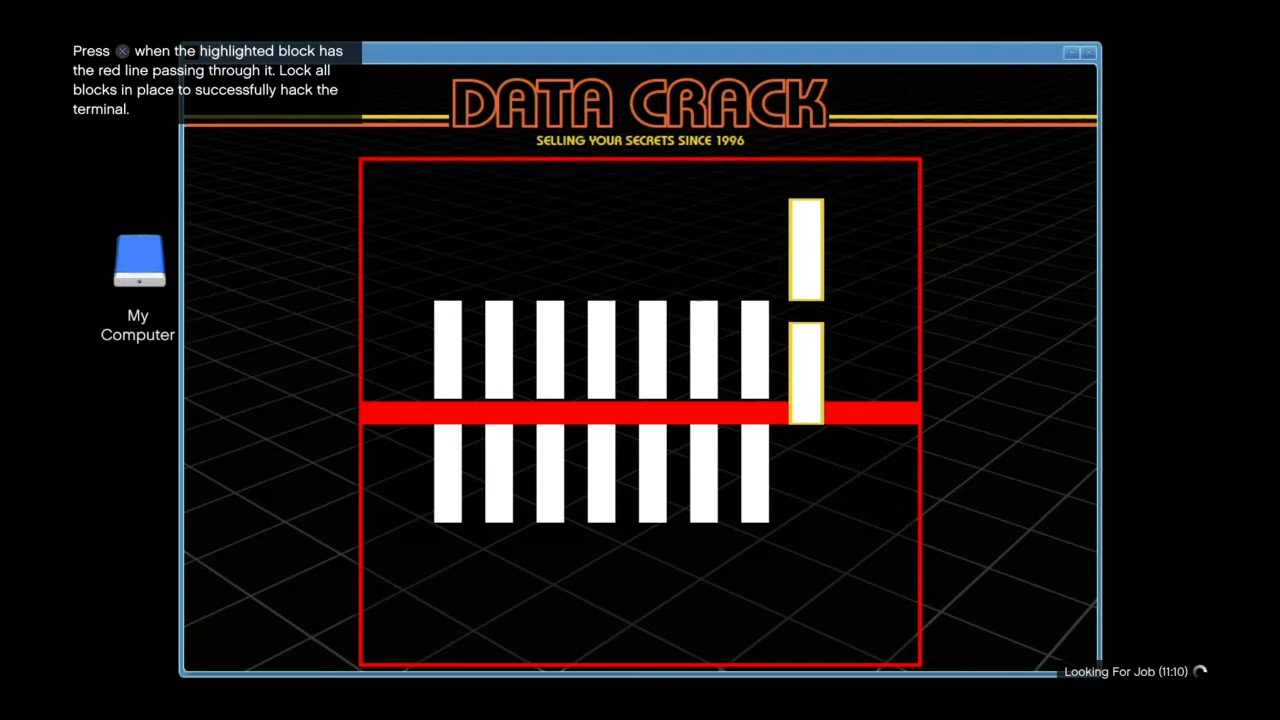 Press ⓧ when the highlighted block has
the red line passing through it. Lock all
blocks in place to successfully hack the
terminal.
DATA CRACK
SELLING YOUR SECRETS SINCE 1996
My
Computer
Looking For Job (11:10)